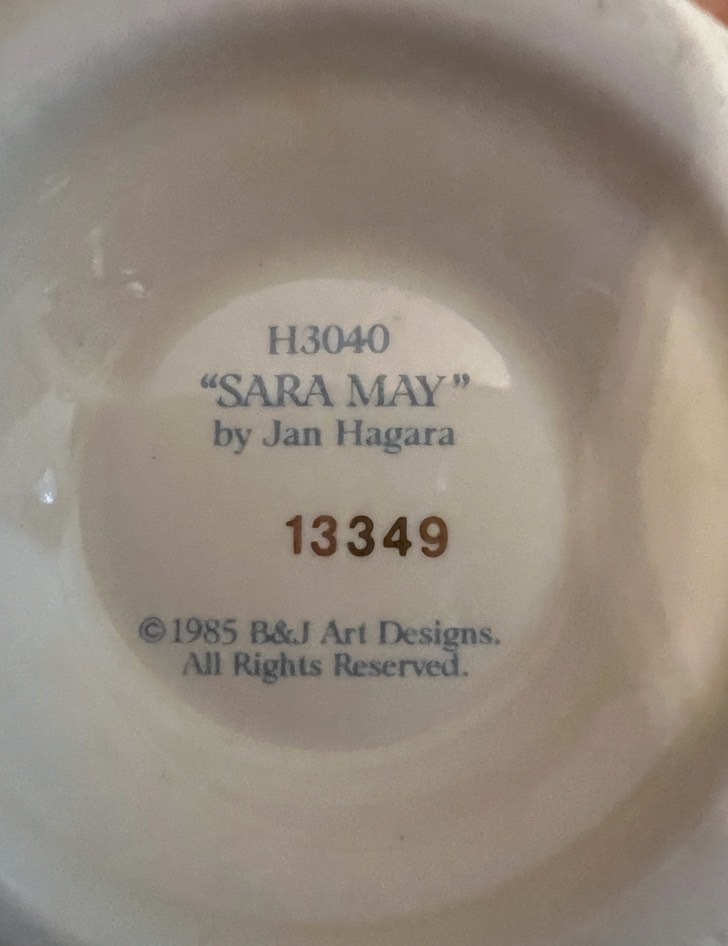 H3040
“SARA MAY”
by Jan Hagara
13349
©1985 B&J Art Designs.
All Rights Reserved.